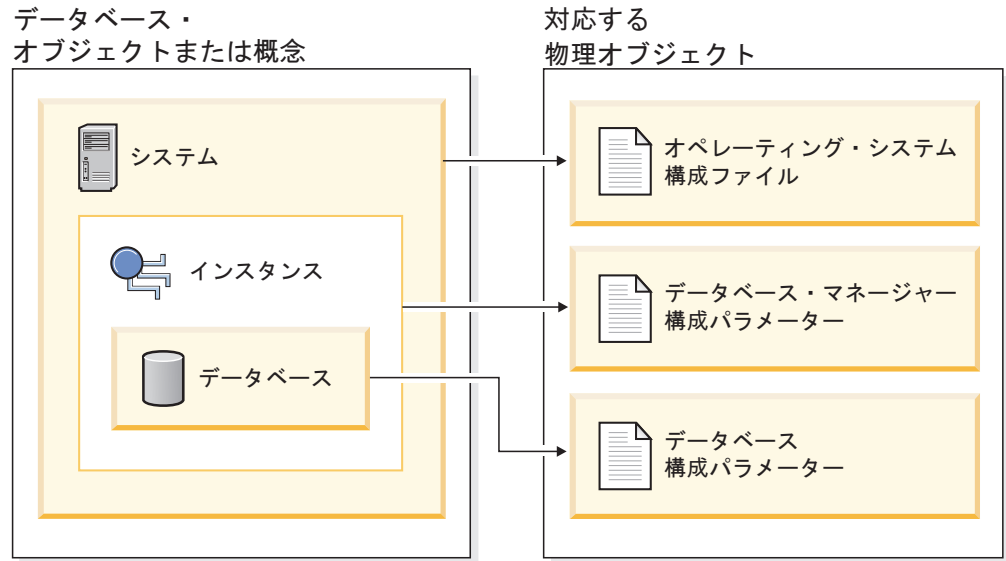 データベース・
オブジェクトまたは概念
システム
インスタンス
データベース
対応する
物理オブジェクト
オペレーティング・システム
構成ファイル
データベース・マネージャー
構成パラメーター
データベース
構成パラメーター